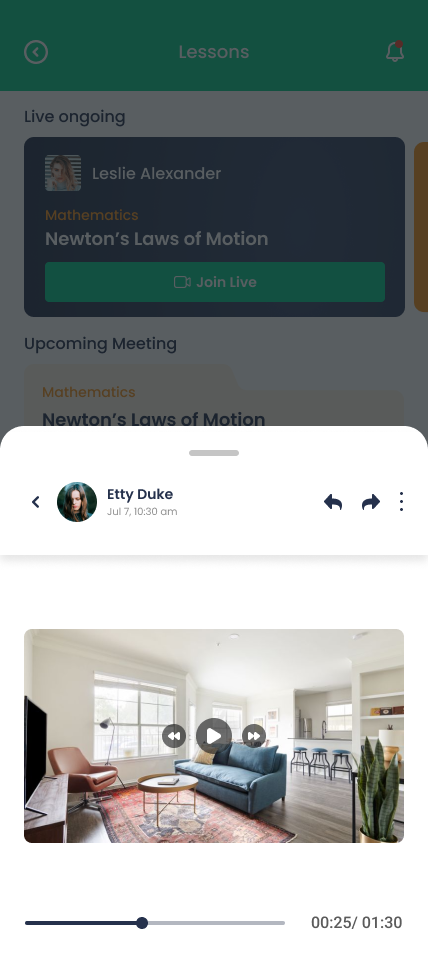 Lessons
Live ongoing
Leslie Alexander
Mathematics
Newton's Laws of Motion
Join Live
Upcoming Meeting
Mathematics
Newton's Laws of Motion
Etty Duke
Jul 7, 10:30 am
00:25/ 01:30